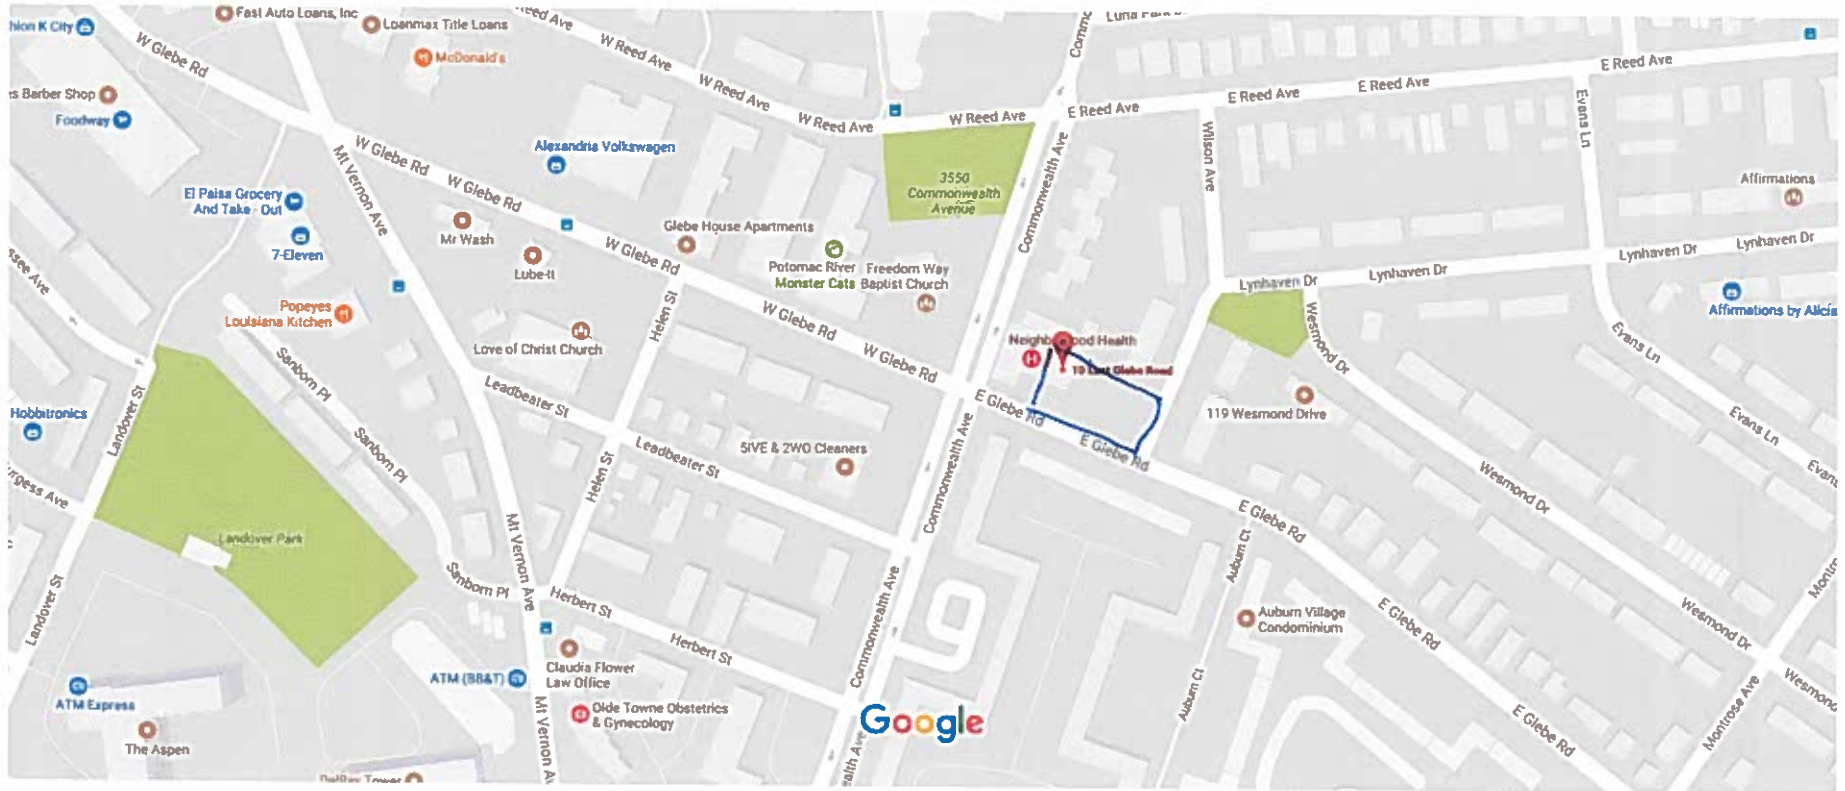 Fast Auto Loans, Inc
Loanmax Title Loans
McDonald's
W Glebe Rd
Foodway
W Reed Ave
W Reed Ave
W Reed Ave
W Reed Ave
E Reed Ave
E Reed Ave
E Reed Ave
E Reed Ave
Evans Ln
Wilson Ave
Mt Vernon Ave
W Glebe Rd
W Glebe Rd
Alexandria Volkswagen
3550
Commonwealth
Avenue
Commonwealth Ave
Affirmations
El Paisa Grocery
And Take - Out
7-Eleven
Mr Wash
Lube-It
Glebe House Apartments
W Glebe Rd
Potomac River
Monster Cats
Freedom Way
Baptist Church
Lynhaven Dr
Lynhaven Dr
Lynhaven Dr
Lynhaven Dr
Affirmations by Alicia
Popeyes
Louisiana Kitchen
Love of Christ Church
Helen St
W Glebe Rd
W Glebe Rd
Health
Wesmond Dr
Evans Ln
Sanborn Pl
Leadbeater St
E Glebe Rd
119 Wesmond Drive
Hobbitronics
Landover St
Sanborn Pl
Leadbeater St
5IVE & 2WO Cleaners
Helen St
Commonwealth Ave
E Glebe Rd
Evans Ln
Wesmond Dr
E Glebe Rd
Landover Park
Mt Vernon Ave
Auburn Ct
Sanborn Pl
Herbert St
Herbert St
Commonwealth Ave
Auburn Village
Condominium
E Glebe Rd
Wesmond Dr
Landover St
Claudia Flower
Law Office
ATM (BB&T)
Olde Towne Obstetrics
& Gynecology
Mt Vernon
Google
Auburn Ct
E Glebe Rd
Montrose Ave
ATM Express
The Aspen